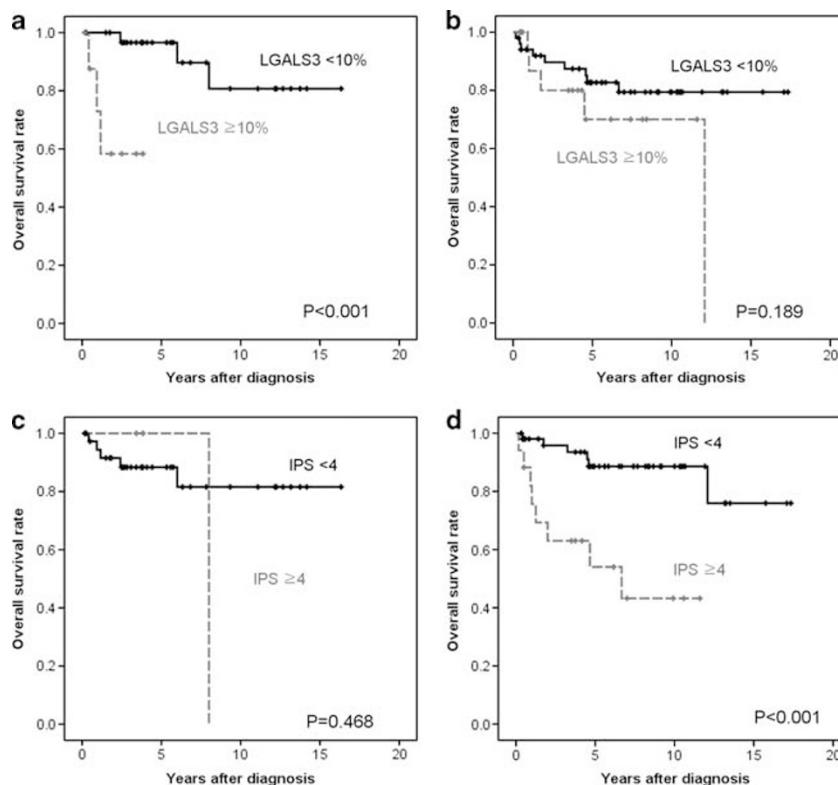 a
Overall survival rate
1.0
0.8
0.6
0.4
0.2
0.0
LGALS3 <10%
LGALS3 ≥10%
P<0.001
0 5 10 15 20
Years after diagnosis
b
Overall survival rate
1.0
0.8
0.6
0.4
0.2
0.0
LGALS3 <10%
LGALS3 ≥10%
P=0.189
0 5 10 15 20
Years after diagnosis
c
Overall survival rate
1.0
0.8
0.6
0.4
0.2
0.0
IPS <4
IPS ≥4
P=0.468
0 5 10 15 20
Years after diagnosis
d
Overall survival rate
1.0
0.8
0.6
0.4
0.2
0.0
IPS <4
IPS ≥4
P<0.001
0 5 10 15 20
Years after diagnosis